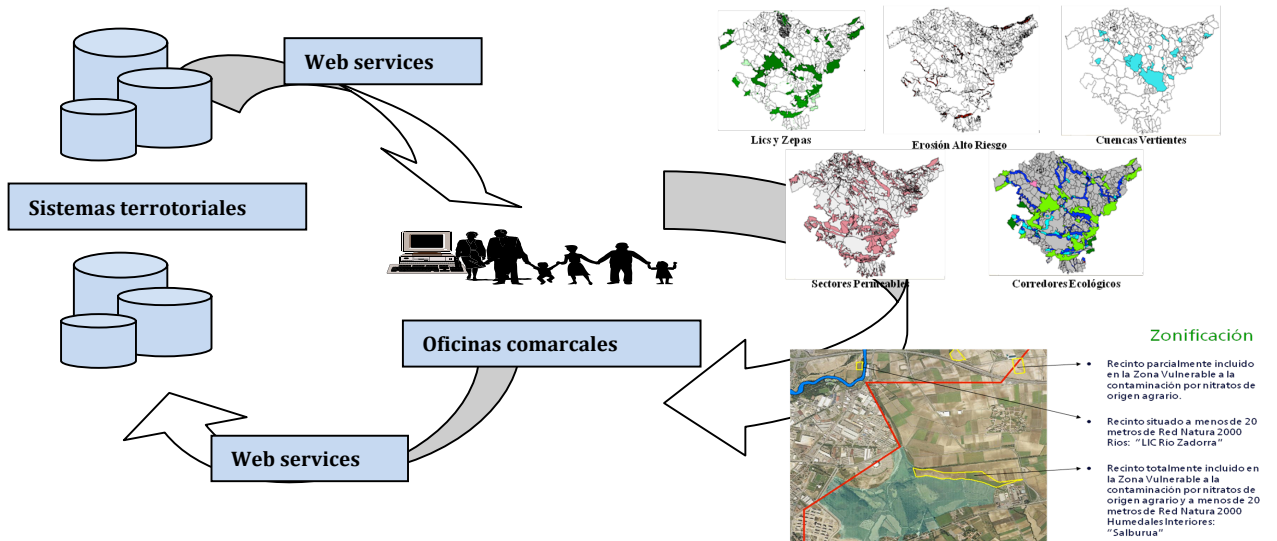 Web services
Sistemas terrotoriales
Oficinas comarcales
Web services
Lics y Zepas
Erosión Alto Riesgo
Cuencas Vertientes
Sectores Permeables
Corredores Ecológicos
Zonificación
• Recinto parcialmente incluido
en la Zona Vulnerable a la
contaminación por nitratos de
origen agrario.
• Recinto situado a menos de 20
metros de Red Natura 2000
Rios: "LIC Rio Zadorra"
• Recinto totalmente incluido en
la Zona Vulnerable a la
contaminación por nitratos de
origen agrario y a menos de 20
metros de Red Natura 2000
Humedales Interiores:
"Salburua"